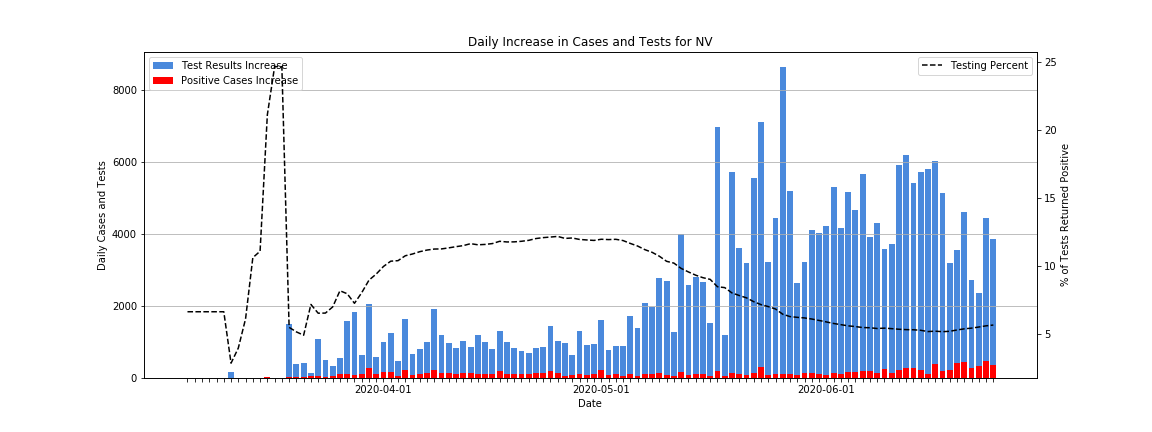 Daily Increase in Cases and Tests for NV
Test Results Increase
Positive Cases Increase
Testing Percent
8000
6000
4000
2000
0
25
20
15
10
5
Daily Cases and Tests
% of Tests Returned Positive
2020-04-01
2020-05-01
2020-06-01
Date